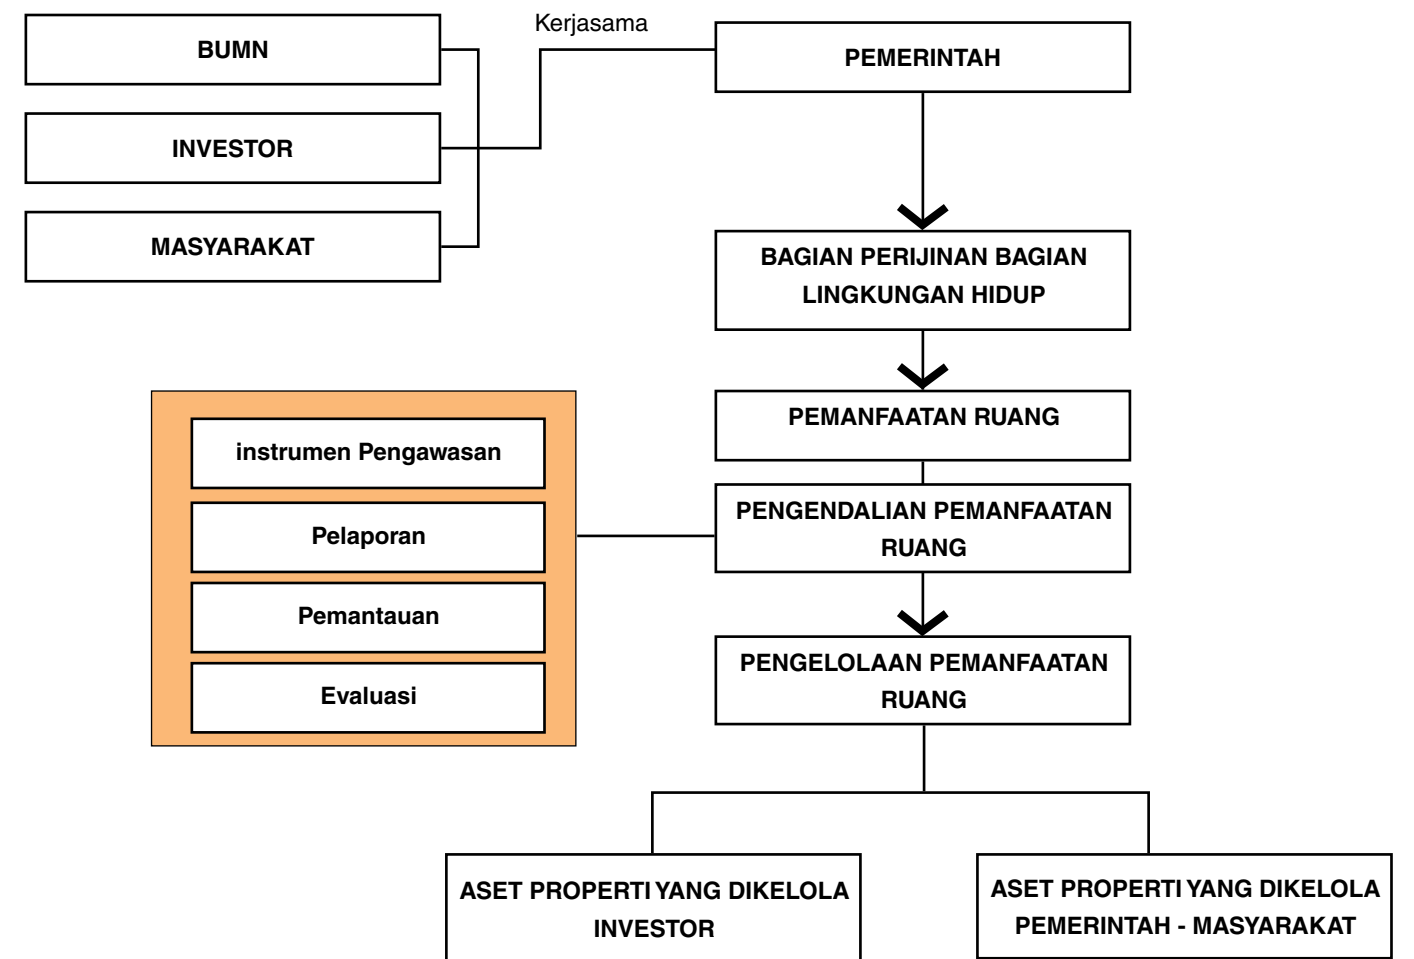 Kerjasama
BUMN
PEMERINTAH
INVESTOR
MASYARAKAT
BAGIAN PERIJINAN BAGIAN
LINGKUNGAN HIDUP
PEMANFAATAN RUANG
instrumen Pengawasan
Pelaporan
Pemantauan
Evaluasi
PENGENDALIAN PEMANFAATAN
RUANG
PENGELOLAAN PEMANFAATAN
RUANG
ASET PROPERTI YANG DIKELOLA
INVESTOR
ASET PROPERTI YANG DIKELOLA
PEMERINTAH - MASYARAKAT